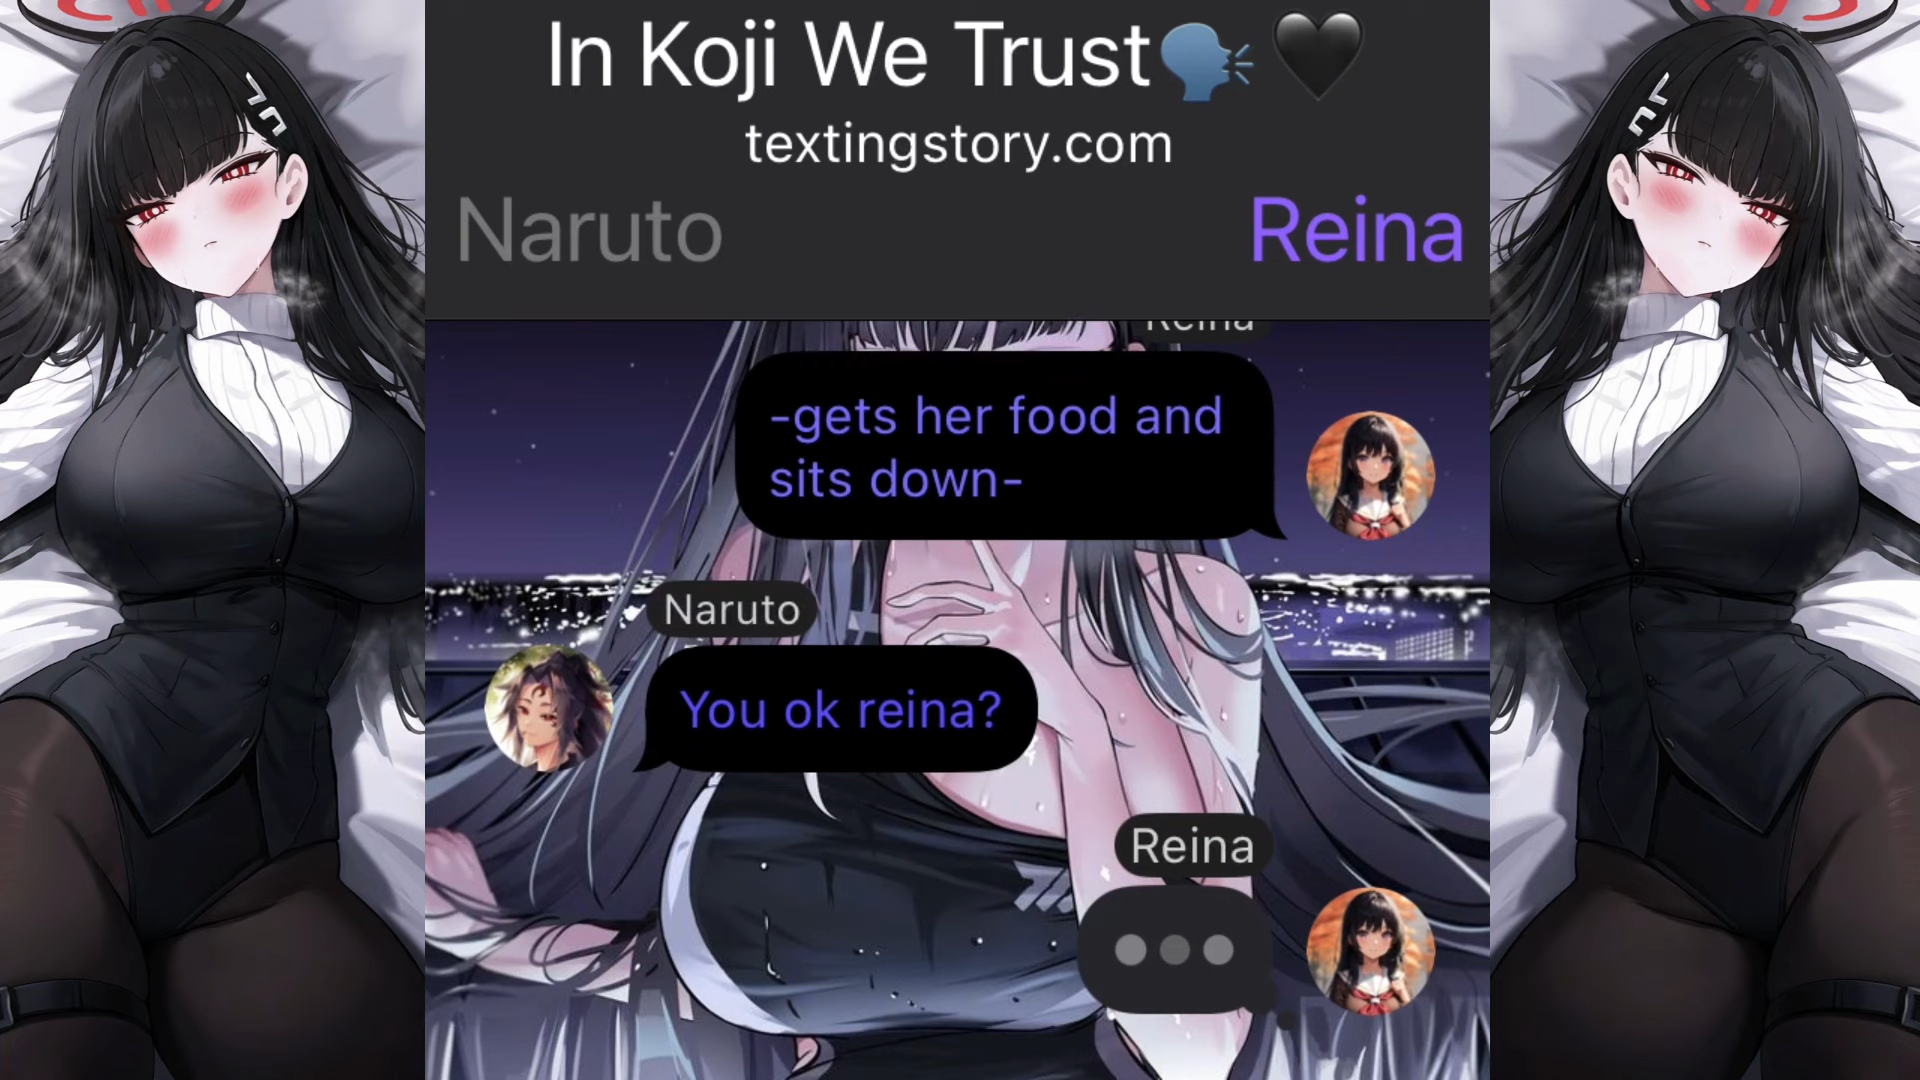 In Koji We Trust🗣️🖤
textingstory.com
Naruto
Reina
Reina
-gets her food and
sits down-
Naruto
You ok reina?
Reina